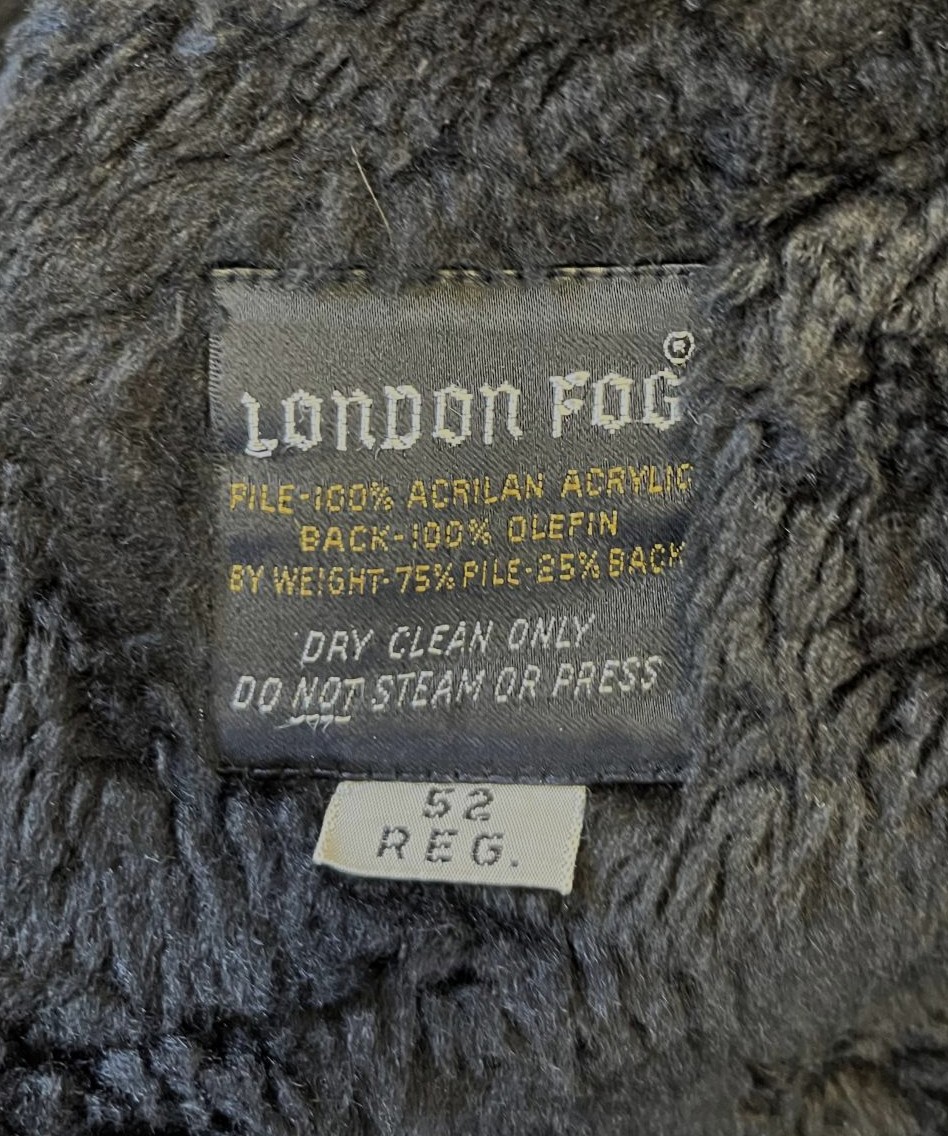 LONDON FOG®
PILE-100% ACRILAN ACRYLIC
BACK-100% OLEFIN
BY WEIGHT-75% PILE-25% BACK
DRY CLEAN ONLY
DO NOT STEAM OR PRESS
52
REG.